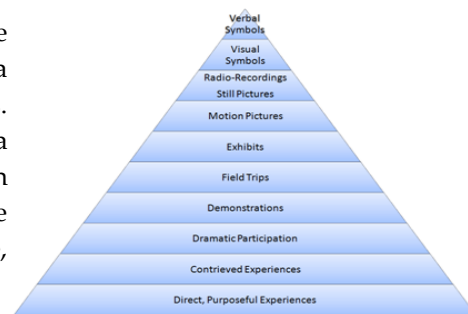 e
a
.
a
n
e
,
Verbal
Symbols
Visual
Symbols
Radio-Recordings
Still Pictures
Motion Pictures
Exhibits
Field Trips
Demonstrations
Dramatic Participation
Contrieved Experiences
Direct, Purposeful Experiences